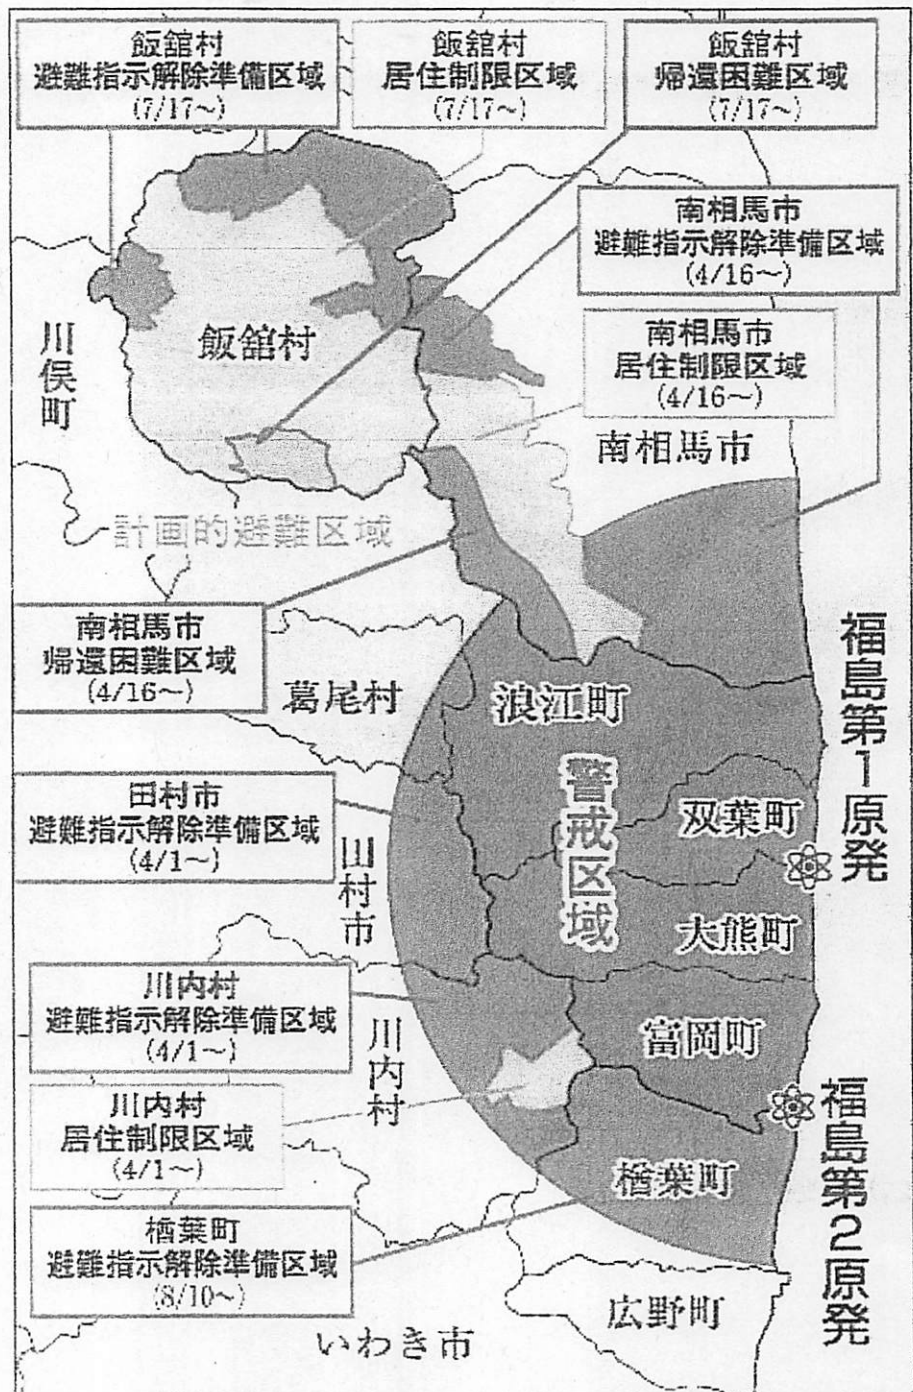 飯舘村
避難指示解除準備区域
(7/17〜)
飯舘村
居住制限区域
(7/17〜)
飯舘村
帰還困難区域
(7/17〜)
南相馬市
避難指示解除準備区域
(4/16〜)
南相馬市
居住制限区域
(4/16〜)
川俣町
飯舘村
南相馬市
計画的避難区域
南相馬市
帰還困難区域
(4/16〜)
葛尾村
浪江町
福島第1原発
警戒区域
双葉町
田村市
避難指示解除準備区域
(4/1〜)
田村市
大熊町
川内村
避難指示解除準備区域
(4/1〜)
川内村
富岡町
川内村
居住制限区域
(4/1〜)
福島第2原発
楢葉町
楢葉町
避難指示解除準備区域
(8/10〜)
広野町
いわき市